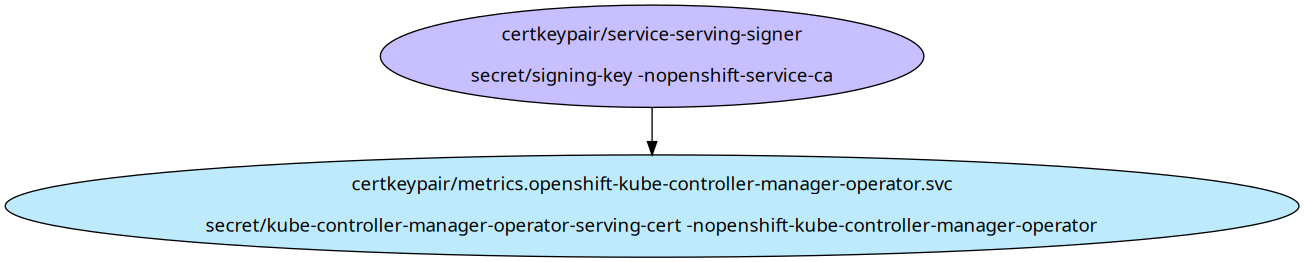 certkeypair/service-serving-signer
secret/signing-key -nopenshift-service-ca
certkeypair/metrics.openshift-kube-controller-manager-operator.svc
secret/kube-controller-manager-operator-serving-cert -nopenshift-kube-controller-manager-operator